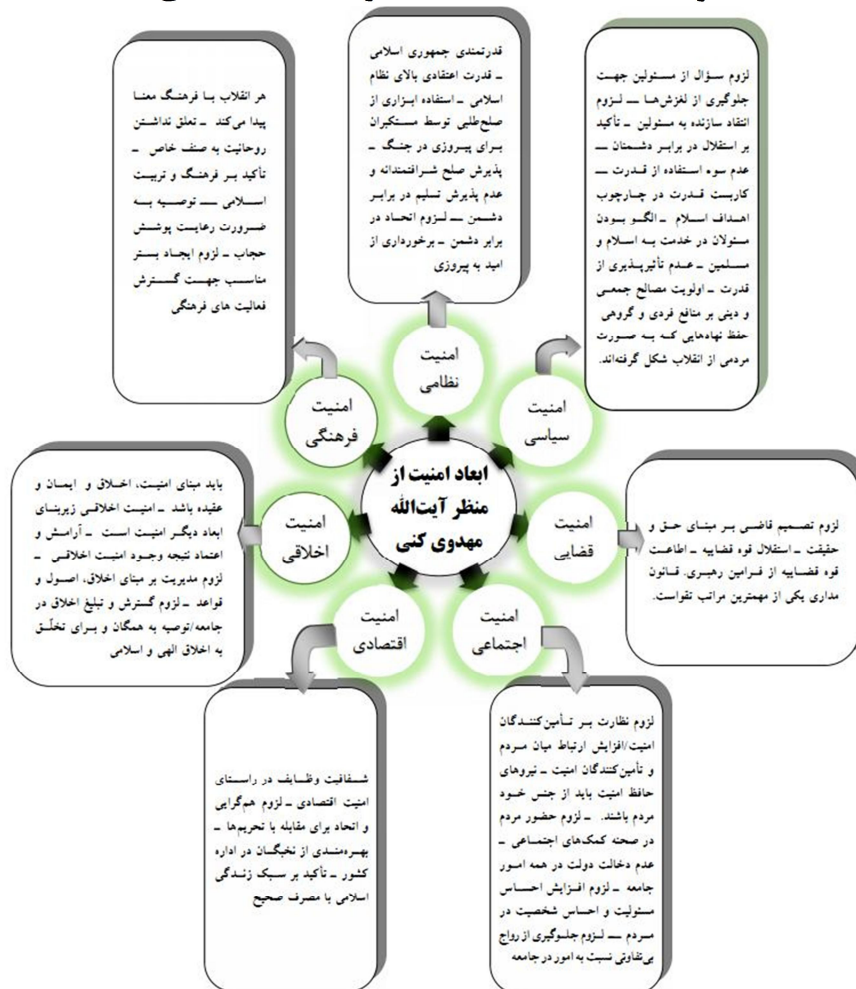 ابعاد امنیت از
منظر آیت‌الله
مهدوی کنی
امنیت
نظامی
قدرتمندی جمهوری اسلامی
ـ قدرت اعتقادی بالای نظام
اسلامی ـ استفاده ابزاری از
صلح‌طلبی توسط مستکبران
برای پیروزی در جنگ ـ
پذیرش صلح شرافتمندانه و
عدم پذیرش تسلیم در برابر
دشمن ـ لزوم اتحاد در
برابر دشمن ـ برخورداری از
امید به پیروزی
امنیت
سیاسی
لزوم سؤال از مسئولین جهت
جلوگیری از لغزش‌ها ـ لزوم
انتقاد سازنده به مسئولین ـ تأکید
بر استقلال در برابر دشمنان ـ
عدم سوء استفاده از قدرت ـ
کاربست قدرت در چارچوب
اهداف اسلام ـ الگو بودن
مسئولان در خدمت به اسلام و
مسلمین ـ عدم تأثیرپذیری از
قدرت ـ اولویت مصالح جمعی
و دینی بر منافع فردی و گروهی
حفظ نهادهایی که به صورت
مردمی از انقلاب شکل گرفته‌اند.
امنیت
قضایی
لزوم تصمیم قاضی بر مبنای حق و
حقیقت ـ استقلال قوه قضاییه ـ اطاعت
قوه قضاییه از فرامین رهبری. قانون
مداری یکی از مهمترین مراتب تقواست.
امنیت
اجتماعی
لزوم نظارت بر تأمین‌کنندگان
امنیت/افزایش ارتباط میان مردم
و تأمین‌کنندگان امنیت ـ نیروهای
حافظ امنیت باید از جنس خود
مردم باشند. ـ لزوم حضور مردم
در صحنه کمک‌های اجتماعی ـ
عدم دخالت دولت در همه امور
جامعه ـ لزوم افزایش احساس
مسئولیت و احساس شخصیت در
مردم ـ لزوم جلوگیری از رواج
بی‌تفاوتی نسبت به امور در جامعه
امنیت
اقتصادی
شفافیت وظایف در راستای
امنیت اقتصادی ـ لزوم هم‌گرایی
و اتحاد برای مقابله با تحریم‌ها ـ
بهره‌مندی از نخبگان در اداره
کشور ـ تأکید بر سبک زندگی
اسلامی با مصرف صحیح
امنیت
اخلاقی
باید مبنای امنیت، اخلاق و ایمان و
عقیده باشد ـ امنیت اخلاقی زیربنای
ابعاد دیگر امنیت است ـ آرامش و
اعتماد نتیجه وجود امنیت اخلاقی ـ
لزوم مدیریت بر مبنای اخلاق، اصول و
قواعد ـ لزوم گسترش و تبلیغ اخلاق در
جامعه/توصیه به همگان و برای تخلّق
به اخلاق الهی و اسلامی
امنیت
فرهنگی
هر انقلاب با فرهنگ معنا
پیدا می‌کند ـ تعلق نداشتن
روحانیت به صنف خاص ـ
تأکید بر فرهنگ و تربیت
اسلامی ـ توصیه به
ضرورت رعایت پوشش
حجاب ـ لزوم ایجاد بستر
مناسب جهت گسترش
فعالیت های فرهنگی